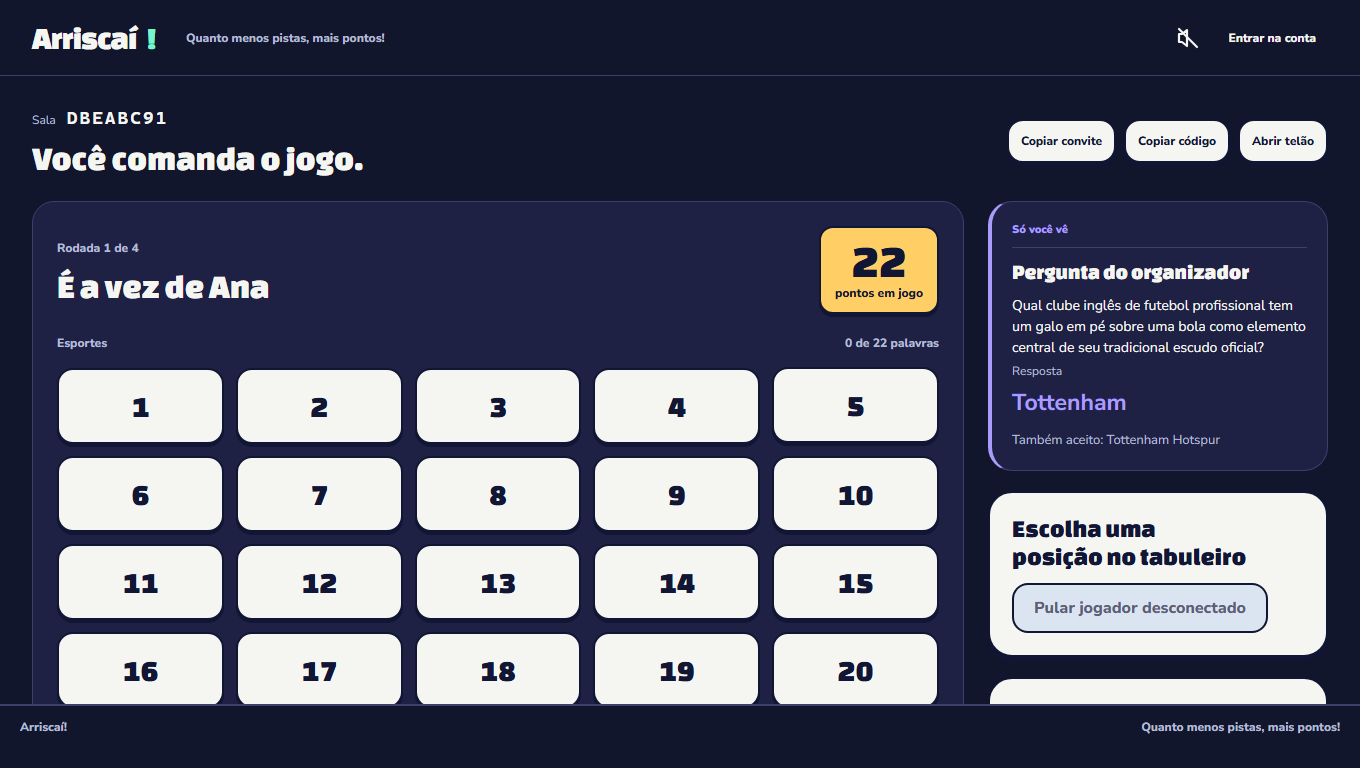 Arriscaí !
Quanto menos pistas, mais pontos!
Entrar na conta
Sala DBEABC91
Você comanda o jogo.
Copiar convite
Copiar código
Abrir telão
Rodada 1 de 4
É a vez de Ana
22
pontos em jogo
Esportes
0 de 22 palavras
1 2 3 4 5
6 7 8 9 10
11 12 13 14 15
16 17 18 19 20
Só você vê
Pergunta do organizador
Qual clube inglês de futebol profissional tem
um galo em pé sobre uma bola como elemento
central de seu tradicional escudo oficial?
Resposta
Tottenham
Também aceito: Tottenham Hotspur
Escolha uma
posição no tabuleiro
Pular jogador desconectado
Arriscaí!
Quanto menos pistas, mais pontos!